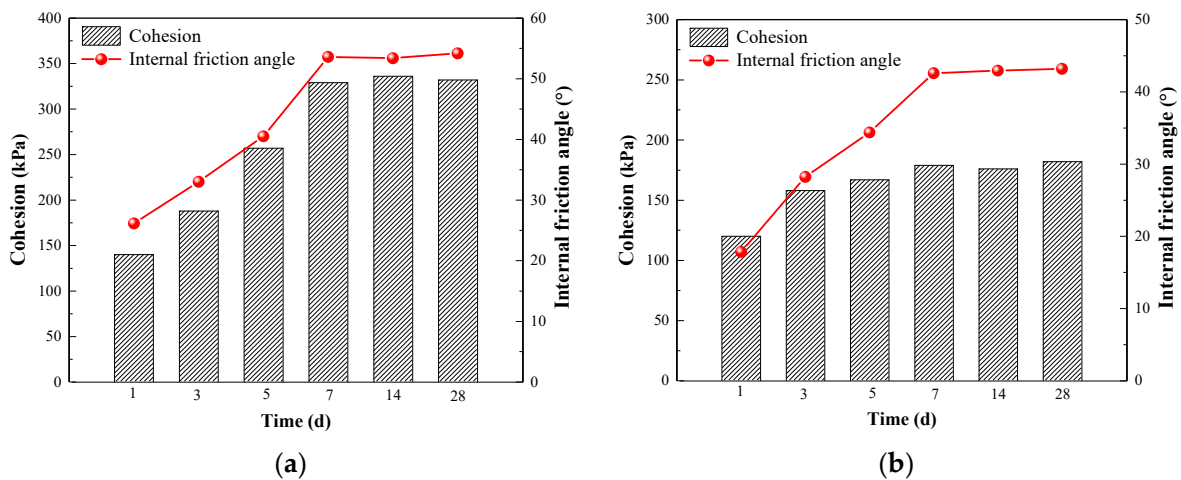 400
350
300
250
200
150
100
50
0
Cohesion (kPa)
Cohesion
Internal friction angle
60
50
40
30
20
10
0
Internal friction angle (°)
1 3 5 7 14 28
Time (d)
(a)
300
250
200
150
100
50
0
Cohesion (kPa)
Cohesion
Internal friction angle
50
40
30
20
10
0
Internal friction angle (°)
1 3 5 7 14 28
Time (d)
(b)